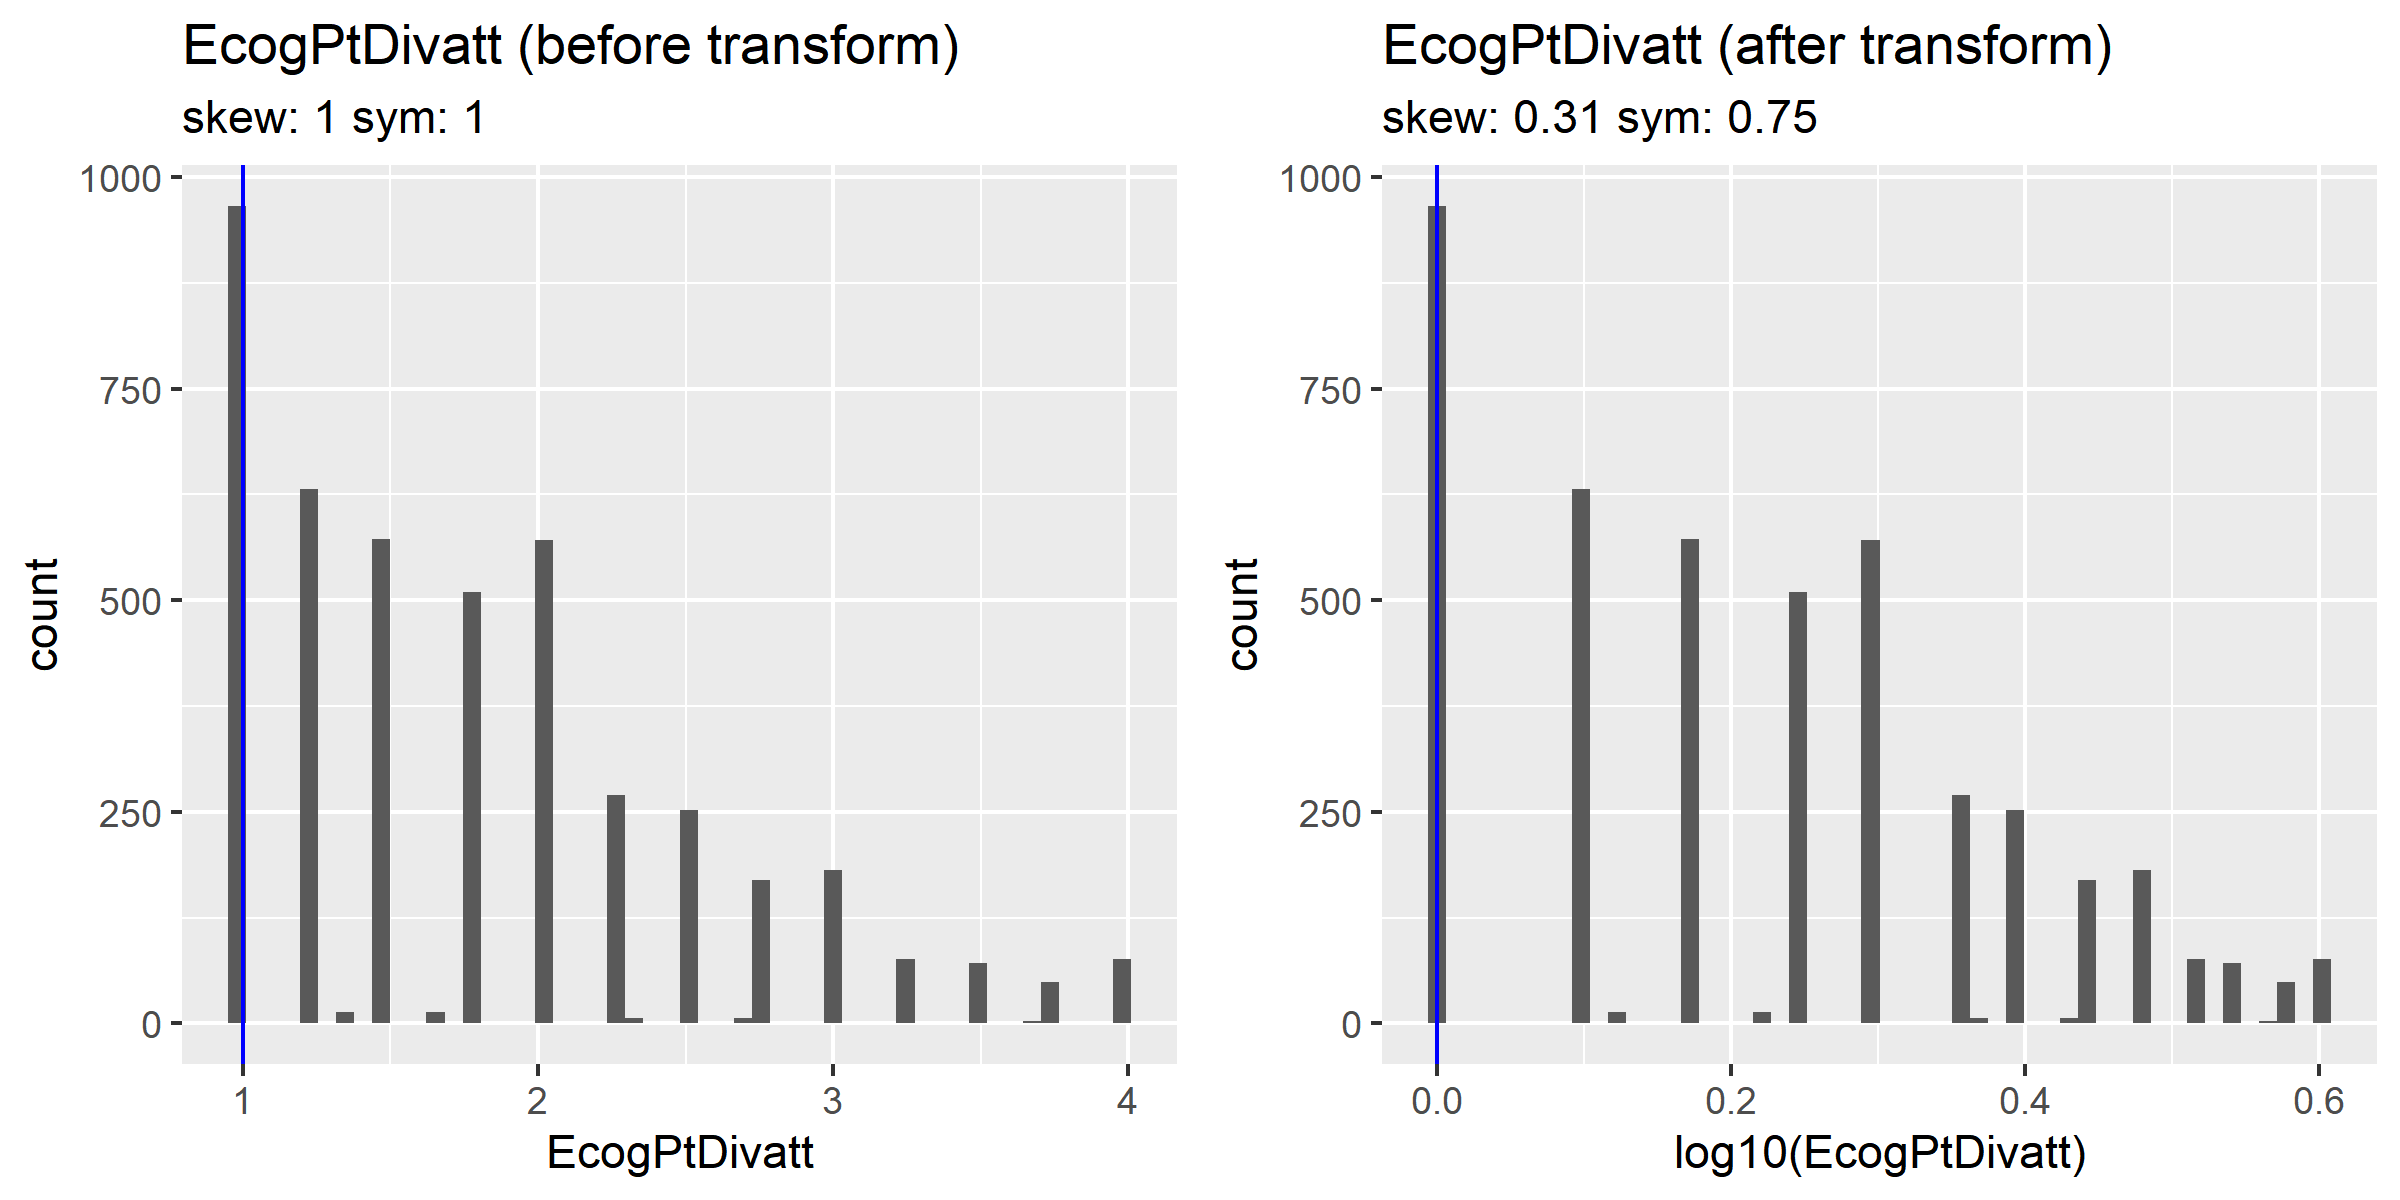 EcogPtDivatt (before transform)
skew: 1 sym: 1
1000
750
500
250
0
count
1 2 3 4
EcogPtDivatt
EcogPtDivatt (after transform)
skew: 0.31 sym: 0.75
1000
750
500
250
0
count
0.0 0.2 0.4 0.6
log10(EcogPtDivatt)